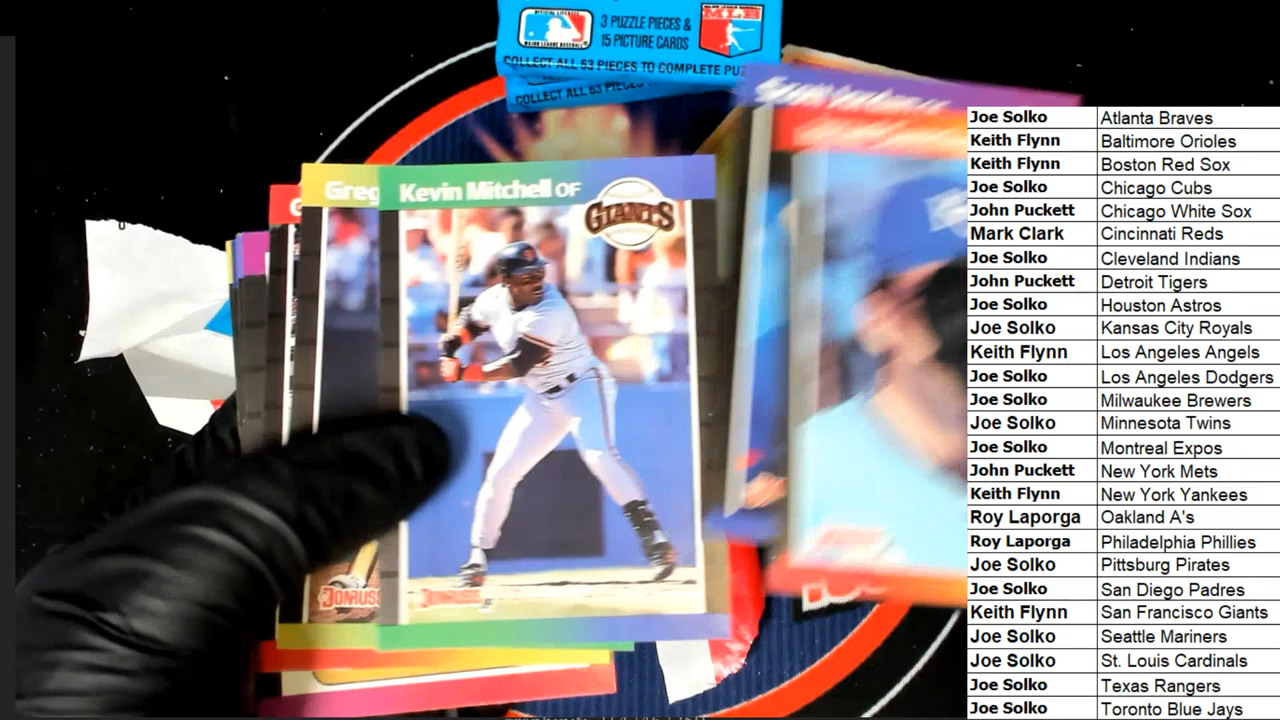 OFFICIAL LICENSEE
MAJOR LEAGUE BASEBALL
3 PUZZLE PIECES &
15 PICTURE CARDS
MLB
COLLECT ALL 63 PIECES TO COMPLETE PUZ
COLLECT ALL 63 PIECES
Greg
Kevin Mitchell OF
GIANTS
DONRUSS
DONRUSS
Joe Solko Atlanta Braves
Keith Flynn Baltimore Orioles
Keith Flynn Boston Red Sox
Joe Solko Chicago Cubs
John Puckett Chicago White Sox
Mark Clark Cincinnati Reds
Joe Solko Cleveland Indians
John Puckett Detroit Tigers
Joe Solko Houston Astros
Joe Solko Kansas City Royals
Keith Flynn Los Angeles Angels
Joe Solko Los Angeles Dodgers
Joe Solko Milwaukee Brewers
Joe Solko Minnesota Twins
Joe Solko Montreal Expos
John Puckett New York Mets
Keith Flynn New York Yankees
Roy Laporga Oakland A's
Roy Laporga Philadelphia Phillies
Joe Solko Pittsburg Pirates
Joe Solko San Diego Padres
Keith Flynn San Francisco Giants
Joe Solko Seattle Mariners
Joe Solko St. Louis Cardinals
Joe Solko Texas Rangers
Joe Solko Toronto Blue Jays